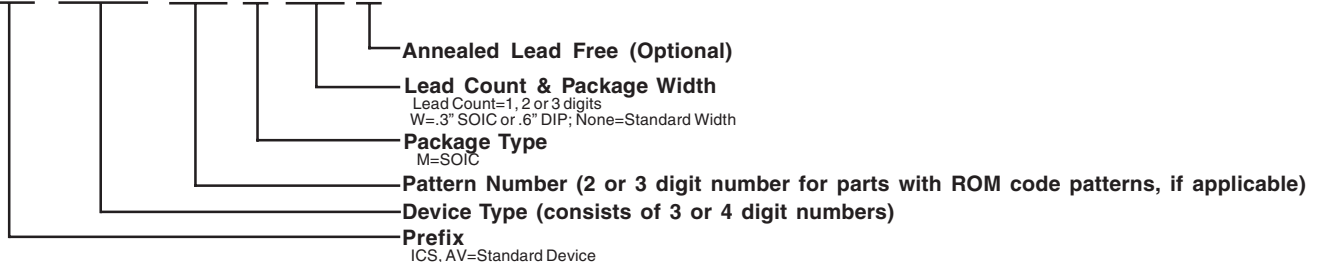 Annealed Lead Free (Optional)
Lead Count & Package Width
Lead Count=1, 2 or 3 digits
W=.3” SOIC or .6” DIP; None=Standard Width
Package Type
M=SOIC
Pattern Number (2 or 3 digit number for parts with ROM code patterns, if applicable)
Device Type (consists of 3 or 4 digit numbers)
Prefix
ICS, AV=Standard Device